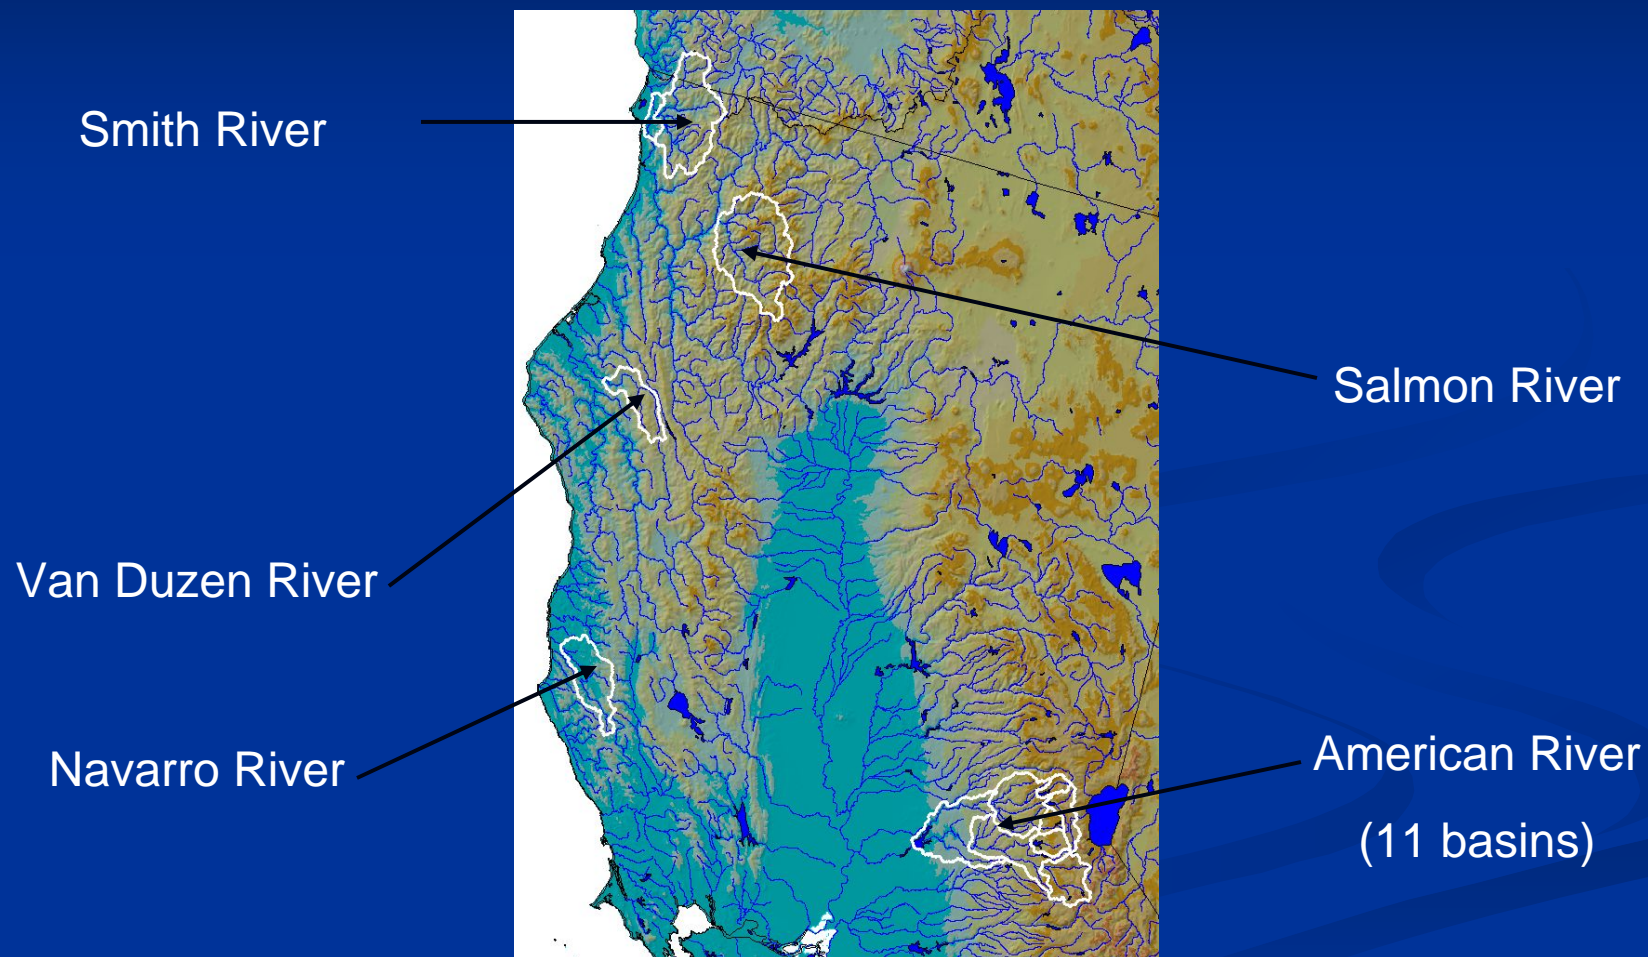 Smith River
Salmon River
Van Duzen River
Navarro River
American River
(11 basins)